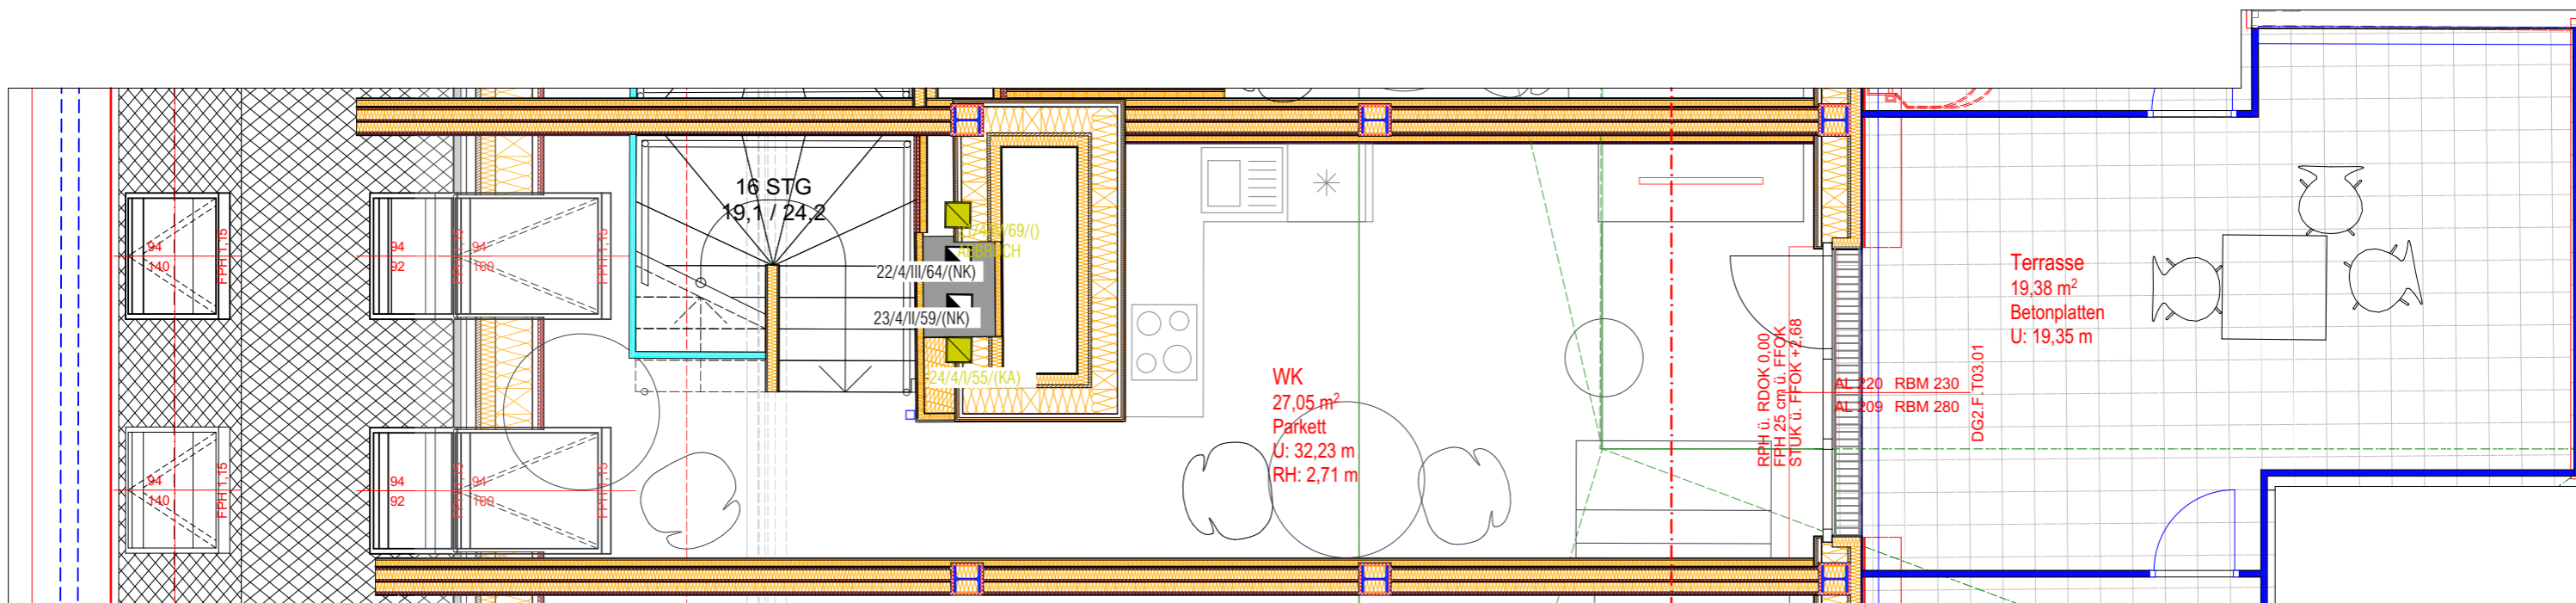 94
140
FPH 1,15
94
92
94
160
FPH 1,15
94
140
FPH 1,15
94
92
94
160
FPH 1,15
16 STG
19,1 / 24,2
/69/()
22/4/III/64/(NK)
23/4/II/59/(NK)
24/4/I/55/(KA)
WK
27,05 m²
Parkett
U: 32,23 m
RH: 2,71 m
RPH ü. RDOK 0,00
FPH 25 cm ü. FFOK
STUK ü. FFOK +2,68
AL 220 RBM 230
AL 209 RBM 280
DG2.F.T03.01
Terrasse
19,38 m²
Betonplatten
U: 19,35 m